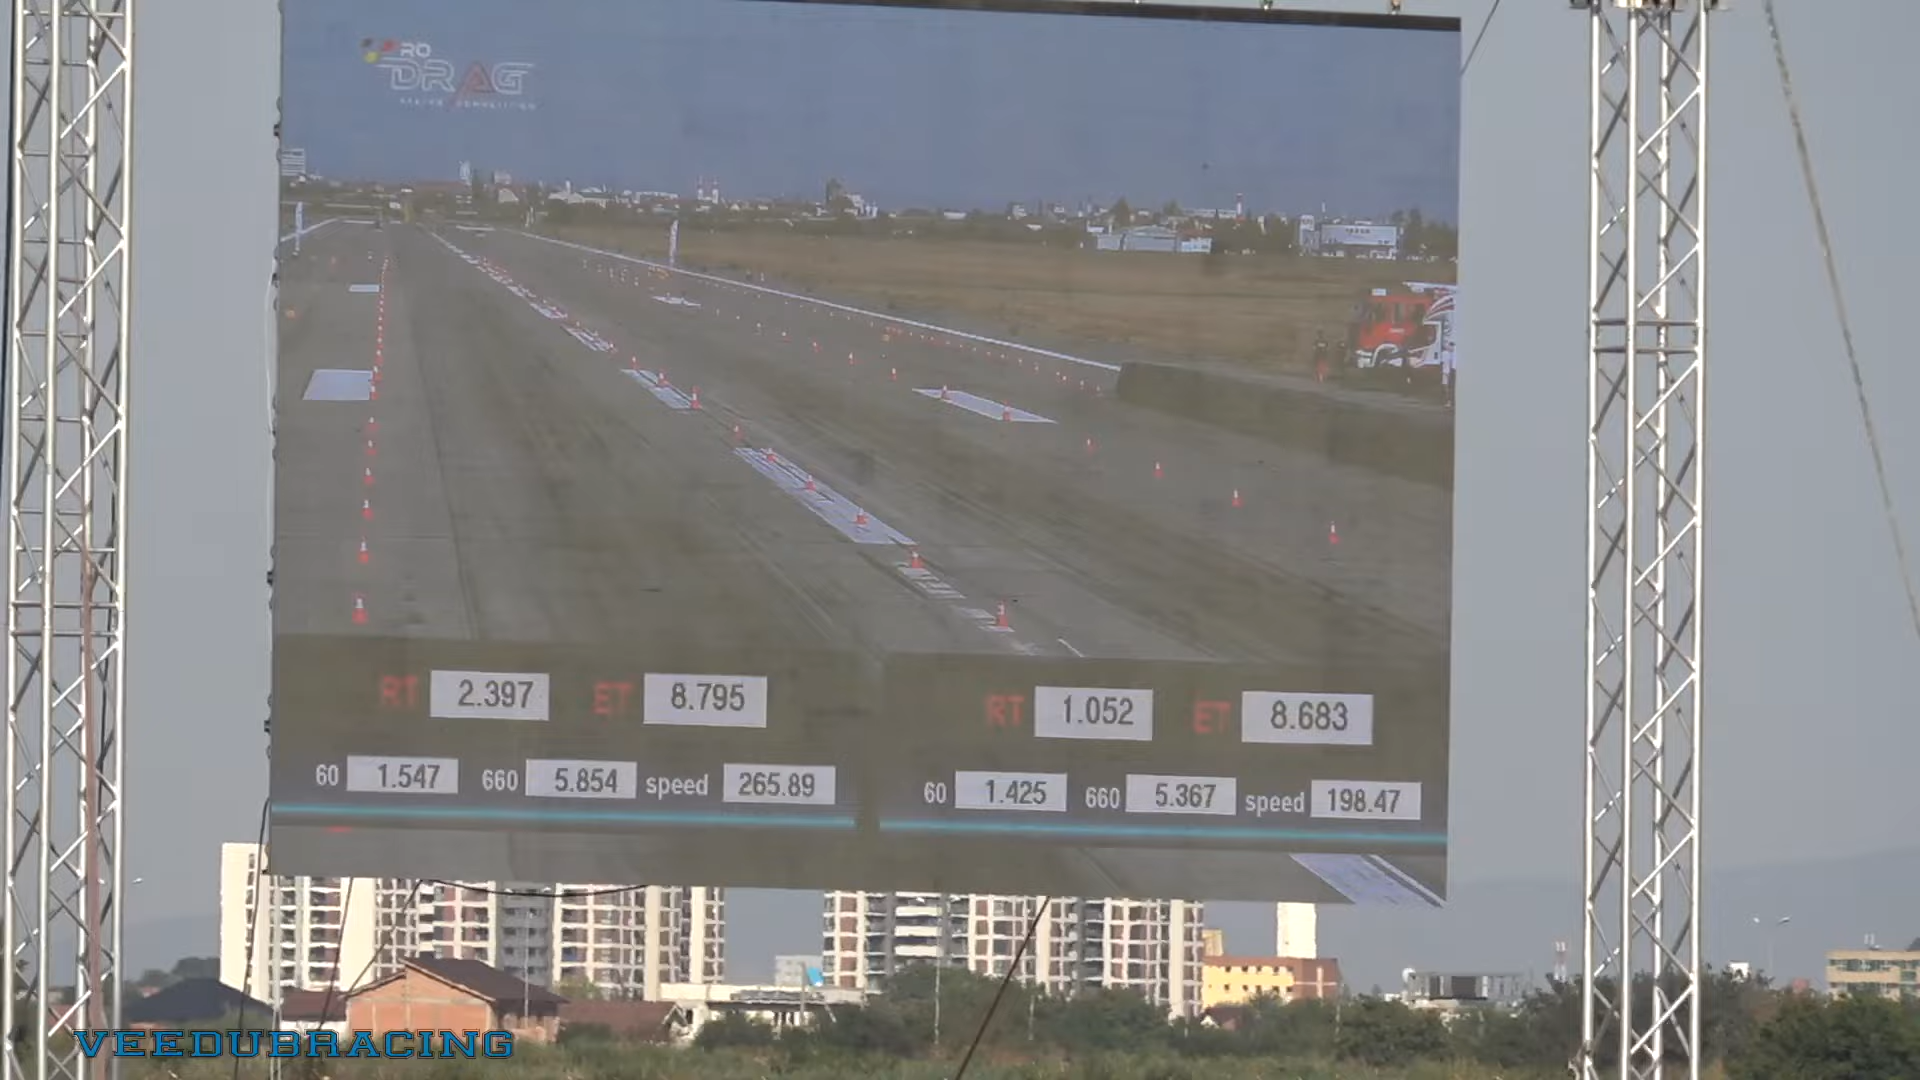 RO
DRAG
RT 2.397 ET 8.795
60 1.547 660 5.854 speed 265.89
RT 1.052 ET 8.683
60 1.425 660 5.367 speed 198.47
VEEDUBRACING